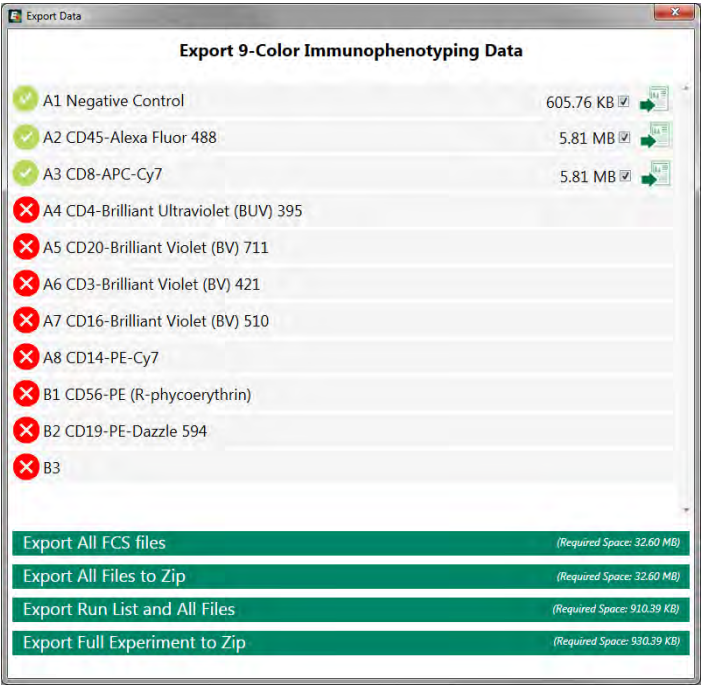 Export Data
Export 9-Color Immunophenotyping Data
A1 Negative Control 605.76 KB
A2 CD45-Alexa Fluor 488 5.81 MB
A3 CD8-APC-Cy7 5.81 MB
A4 CD4-Brilliant Ultraviolet (BUV) 395
A5 CD20-Brilliant Violet (BV) 711
A6 CD3-Brilliant Violet (BV) 421
A7 CD16-Brilliant Violet (BV) 510
A8 CD14-PE-Cy7
B1 CD56-PE (R-phycoerythrin)
B2 CD19-PE-Dazzle 594
B3
Export All FCS files (Required Space: 32.60 MB)
Export All Files to Zip (Required Space: 32.60 MB)
Export Run List and All Files (Required Space: 910.39 KB)
Export Full Experiment to Zip (Required Space: 930.39 KB)